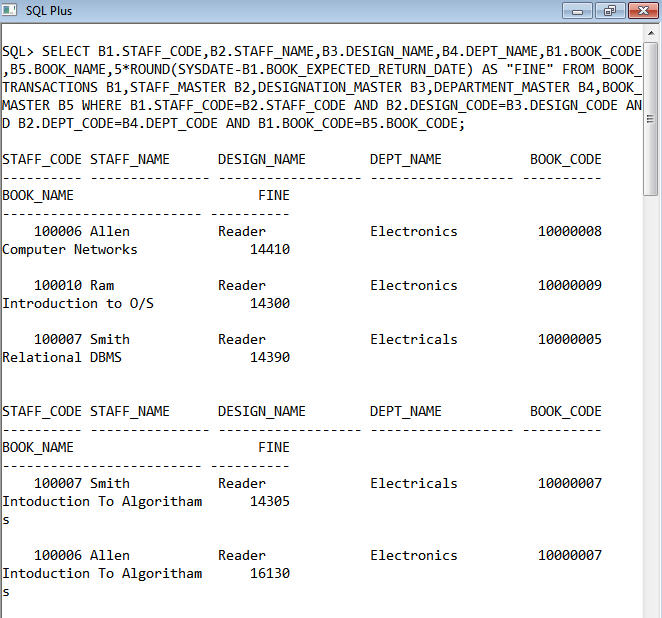 SQL Plus
SQL> SELECT B1.STAFF_CODE,B2.STAFF_NAME,B3.DESIGN_NAME,B4.DEPT_NAME,B1.BOOK_CODE
,B5.BOOK_NAME,5*ROUND(SYSDATE-B1.BOOK_EXPECTED_RETURN_DATE) AS "FINE" FROM BOOK_
TRANSACTIONS B1,STAFF_MASTER B2,DESIGNATION_MASTER B3,DEPARTMENT_MASTER B4,BOOK_
MASTER B5 WHERE B1.STAFF_CODE=B2.STAFF_CODE AND B2.DESIGN_CODE=B3.DESIGN_CODE AN
D B2.DEPT_CODE=B4.DEPT_CODE AND B1.BOOK_CODE=B5.BOOK_CODE;
STAFF_CODE STAFF_NAME      DESIGN_NAME        DEPT_NAME           BOOK_CODE
---------- --------------- ------------------ ------------------ ----------
BOOK_NAME                       FINE
------------------------- ----------
    100006 Allen           Reader             Electronics          10000008
Computer Networks              14410
    100010 Ram             Reader             Electronics          10000009
Introduction to O/S            14300
    100007 Smith           Reader             Electricals          10000005
Relational DBMS                14390
STAFF_CODE STAFF_NAME      DESIGN_NAME        DEPT_NAME           BOOK_CODE
---------- --------------- ------------------ ------------------ ----------
BOOK_NAME                       FINE
------------------------- ----------
    100007 Smith           Reader             Electricals          10000007
Intoduction To Algoritham      14305
s
    100006 Allen           Reader             Electronics          10000007
Intoduction To Algoritham      16130
s